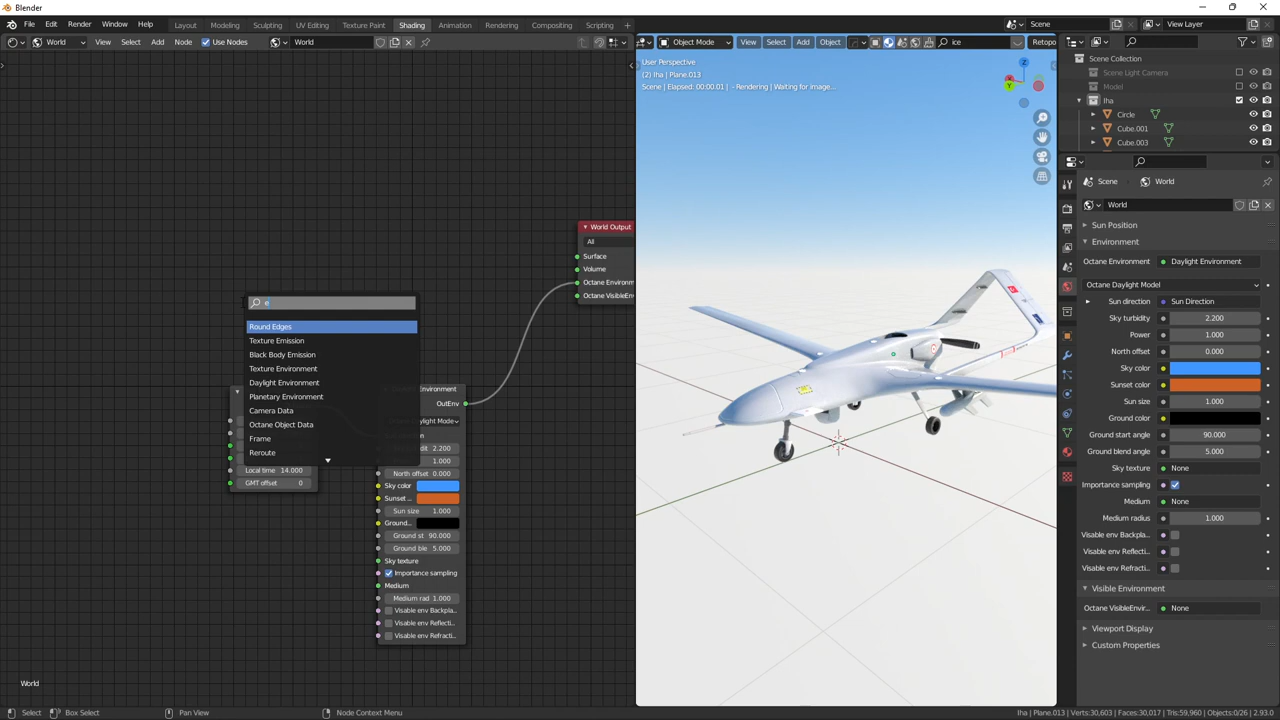 Blender
File Edit Render Window Help Layout Modeling Sculpting UV Editing Texture Paint Shading Animation Rendering Compositing Scripting + Scene View Layer
World View Select Add Node Use Nodes World
Object Mode View Select Add Object ice Retopo
User Perspective
(2) Iha | Plane.013
Scene | Elapsed: 00:00.01 | - Rendering | Waiting for image...
Z
Y
Scene Collection
Scene Light Camera
Model
Iha
Circle
Cube.001
Cube.003
Scene World
World
Sun Position
Environment
Octane Environment Daylight Environment
Octane Daylight Model
Sun direction Sun Direction
Sky turbidity 2.200
Power 1.000
North offset 0.000
Sky color
Sunset color
Sun size 1.000
Ground color
Ground start angle 90.000
Ground blend angle 5.000
Sky texture None
Importance sampling
Medium None
Medium radius 1.000
Visable env Backpla...
Visable env Reflecti...
Visable env Refracti...
Visible Environment
Octane VisibleEnvir... None
Viewport Display
Custom Properties
World Output
All
Surface
Volume
Octane Environm
Octane VisibleEnv
e
Round Edges
Texture Emission
Black Body Emission
Texture Environment
Daylight Environment
Planetary Environment
Camera Data
Octane Object Data
Frame
Reroute
Local time 14.000
GMT offset 0
OutEnv
2.200
1.000
North offset 0.000
Sky color
Sunset ...
Sun size 1.000
Ground...
Ground st 90.000
Ground ble 5.000
Sky texture
Importance sampling
Medium
Medium rad 1.000
Visable env Backpla..
Visable env Reflecti..
Visable env Refracti..
World
Select Box Select Pan View Node Context Menu
Iha | Plane.013 | Verts:30,603 | Faces:30,017 | Tris:59,960 | Objects:0/26 | 2.93.0